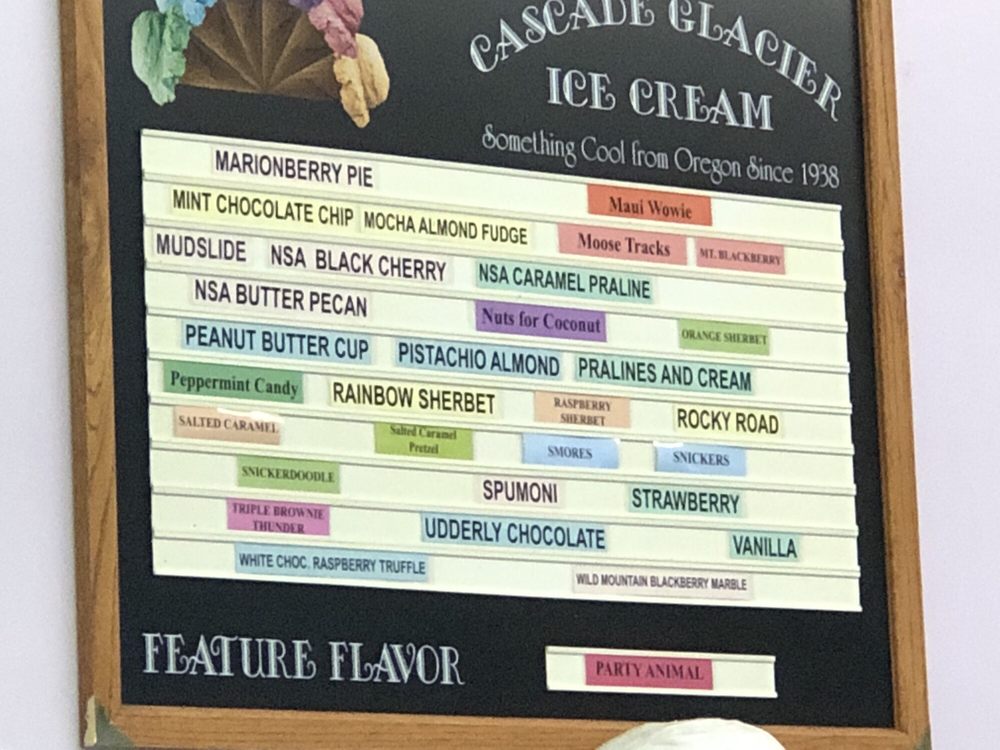 CASCADE GLACIER
ICE CREAM
Something Cool from Oregon Since 1938
MARIONBERRY PIE
Maui Wowie
MINT CHOCOLATE CHIP
MOCHA ALMOND FUDGE
Moose Tracks
MT. BLACKBERRY
MUDSLIDE
NSA BLACK CHERRY
NSA CARAMEL PRALINE
NSA BUTTER PECAN
Nuts for Coconut
ORANGE SHERBET
PEANUT BUTTER CUP
PISTACHIO ALMOND
PRALINES AND CREAM
Peppermint Candy
RAINBOW SHERBET
RASPBERRY
SHERBET
ROCKY ROAD
SALTED CARAMEL
Salted Caramel
Pretzel
SMORES
SNICKERS
SNICKERDOODLE
SPUMONI
STRAWBERRY
TRIPLE BROWNIE
THUNDER
UDDERLY CHOCOLATE
VANILLA
WHITE CHOC. RASPBERRY TRUFFLE
WILD MOUNTAIN BLACKBERRY MARBLE
FEATURE FLAVOR
PARTY ANIMAL